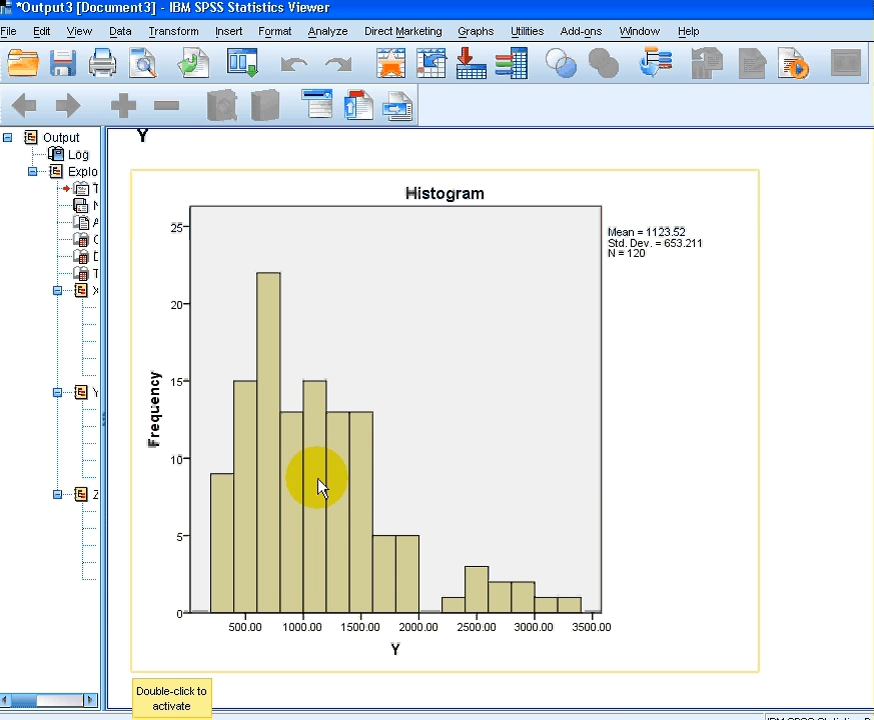 *Output3 [Document3] - IBM SPSS Statistics Viewer
File Edit View Data Transform Insert Format Analyze Direct Marketing Graphs Utilities Add-ons Window Help
Output
Log
Explo
T
N
A
C
D
T
X
Y
Z
Y
Histogram
Mean = 1123.52
Std. Dev. = 653.211
N = 120
Frequency
25
20
15
10
5
0
500.00 1000.00 1500.00 2000.00 2500.00 3000.00 3500.00
Y
Double-click to
activate